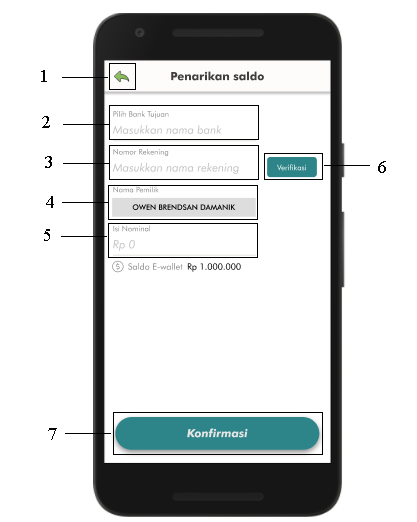 1
Penarikan saldo
2
Pilih Bank Tujuan
Masukkan nama bank
3
Nomor Rekening
Masukkan nama rekening
Verifikasi
6
4
Nama Pemilik
OWEN BRENDSAN DAMANIK
5
Isi Nominal
Rp 0
Saldo E-wallet Rp 1.000.000
7
Konfirmasi